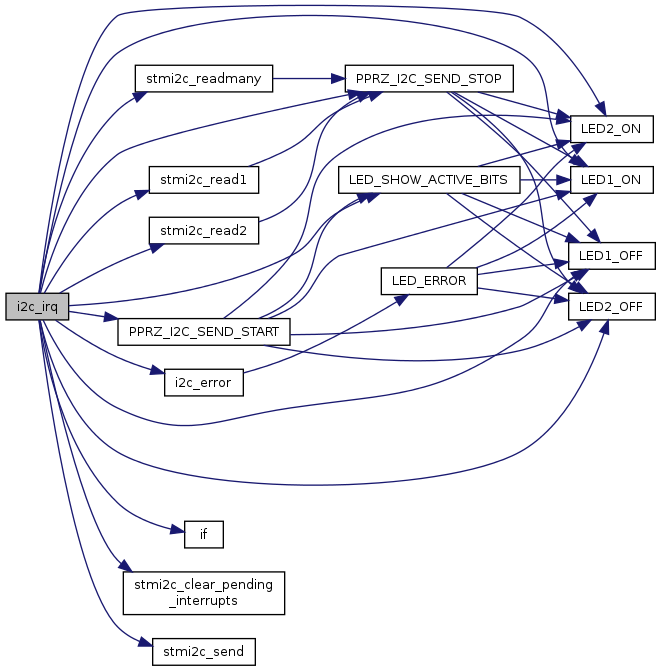 stmi2c_readmany
PPRZ_I2C_SEND_STOP
LED2_ON
stmi2c_read1
LED_SHOW_ACTIVE_BITS
LED1_ON
stmi2c_read2
LED1_OFF
LED_ERROR
i2c_irq
LED2_OFF
PPRZ_I2C_SEND_START
i2c_error
if
stmi2c_clear_pending
_interrupts
stmi2c_send